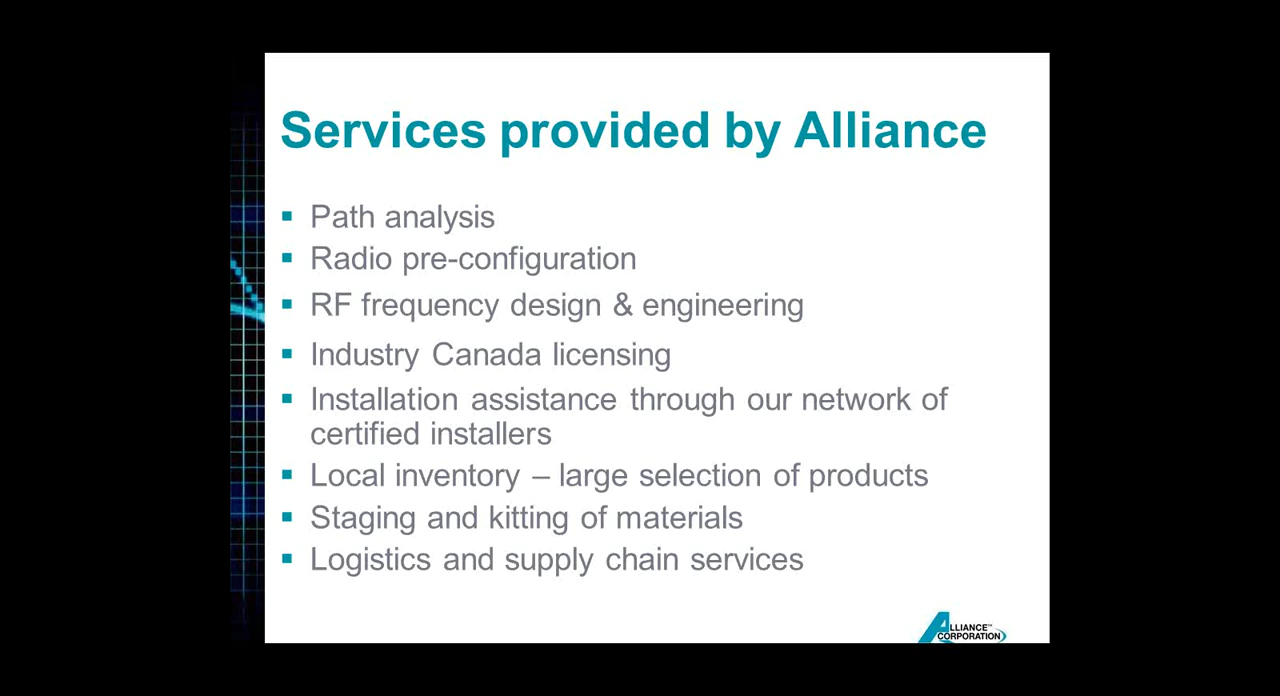 Services provided by Alliance
▪ Path analysis
▪ Radio pre-configuration
▪ RF frequency design & engineering
▪ Industry Canada licensing
▪ Installation assistance through our network of
certified installers
▪ Local inventory – large selection of products
▪ Staging and kitting of materials
▪ Logistics and supply chain services
ALLIANCE™
CORPORATION